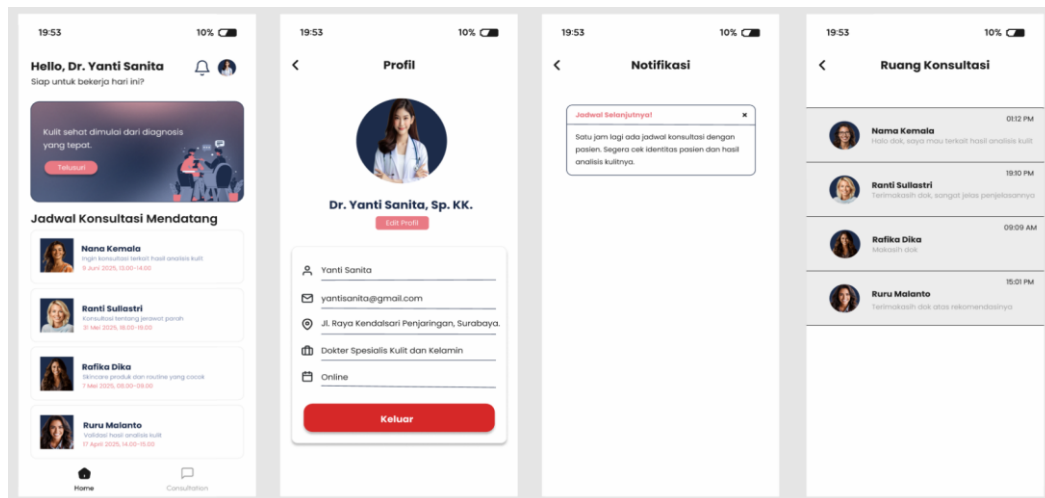 19:53 10%
Hello, Dr. Yanti Sanita
Siap untuk bekerja hari ini?
Kulit sehat dimulai dari diagnosis
yang tepat.
Telusuri
Jadwal Konsultasi Mendatang
Nana Kemala
Ingin konsultasi terkait hasil analisis kulit
9 Juni 2025, 13.00-14.00
Ranti Sullastri
Konsultasi tentang jerawat parah
31 Mei 2025, 18.00-19.00
Rafika Dika
Skincare produk dan routine yang cocok
7 Mei 2025, 08.00-09.00
Ruru Malanto
Validasi hasil analisis kulit
17 April 2025, 14.00-15.00
Home Consultation
19:53 10%
Profil
Dr. Yanti Sanita, Sp. KK.
Edit Profil
Yanti Sanita
yantisanita@gmail.com
Jl. Raya Kendalsari Penjaringan, Surabaya.
Dokter Spesialis Kulit dan Kelamin
Online
Keluar
19:53 10%
Notifikasi
Jadwal Selanjutnya!
Satu jam lagi ada jadwal konsultasi dengan
pasien. Segera cek identitas pasien dan hasil
analisis kulitnya.
19:53 10%
Ruang Konsultasi
01:12 PM
Nama Kemala
Halo dok, saya mau terkait hasil analisis kulit
19:10 PM
Ranti Sullastri
Terimakasih dok, sangat jelas penjelasannya
09:09 AM
Rafika Dika
Makasih dok
15:01 PM
Ruru Malanto
Terimakasih dok atas rekomendasinya